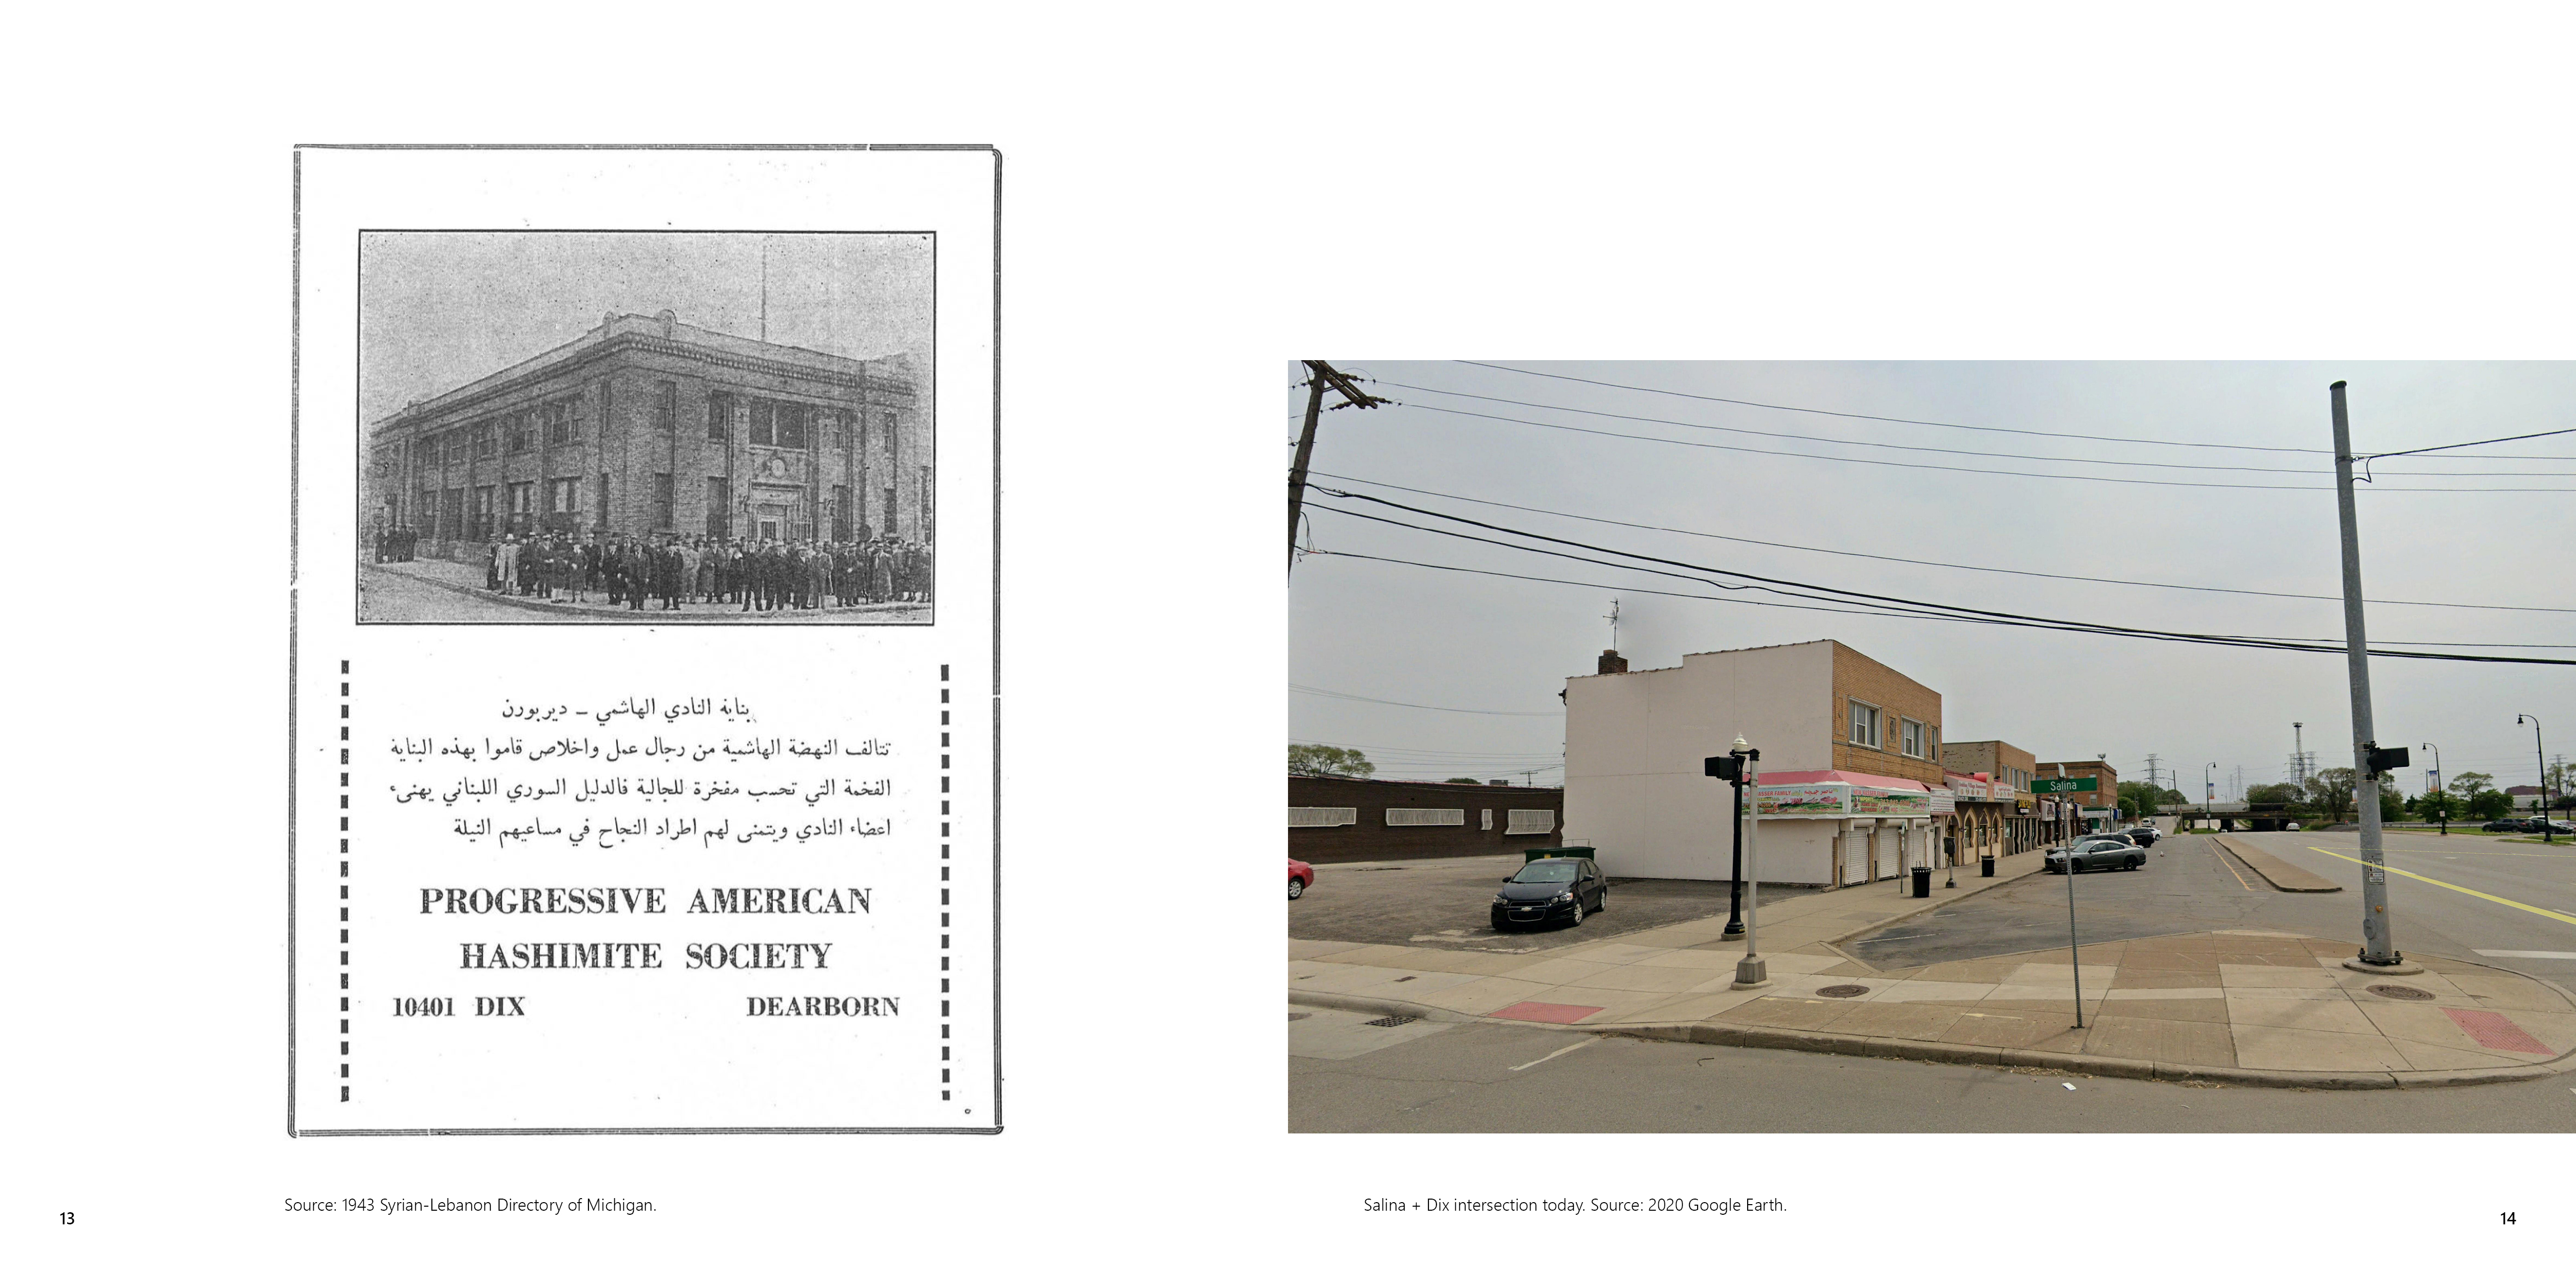 بناية النادي الهاشمي – ديربورن
تتالف النهضة الهاشمية من رجال عمل واخلاص قاموا بهذه البناية
الفخمة التي تحسب مفخرة للجالية فالدليل السوري اللبناني يهنىء
اعضاء النادي ويتمنى لهم اطراد النجاح في مساعيهم النبيلة
PROGRESSIVE AMERICAN
HASHIMITE SOCIETY
10401 DIX DEARBORN
Source: 1943 Syrian-Lebanon Directory of Michigan.
13
Salina
Salina + Dix intersection today. Source: 2020 Google Earth.
14